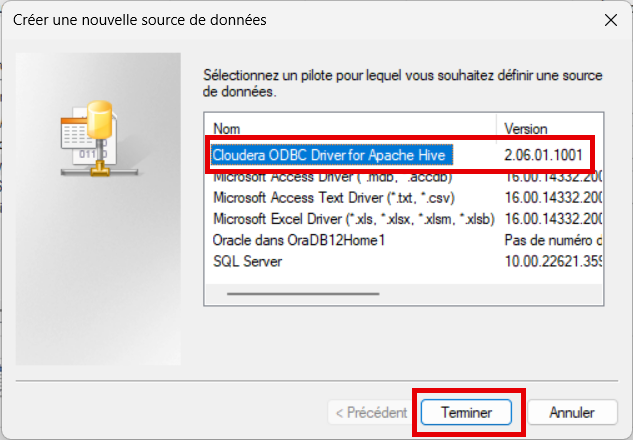 Créer une nouvelle source de données
Sélectionnez un pilote pour lequel vous souhaitez définir une source
de données.
Nom Version
Cloudera ODBC Driver for Apache Hive 2.06.01.1001
Microsoft Access Driver (*.mdb, *.accdb) 16.00.14332.200
Microsoft Access Text Driver (*.txt, *.csv) 16.00.14332.200
Microsoft Excel Driver (*.xls, *.xlsx, *.xlsm, *.xlsb) 16.00.14332.200
Oracle dans OraDB12Home1 Pas de numéro d
SQL Server 10.00.22621.359
< Précédent Terminer Annuler